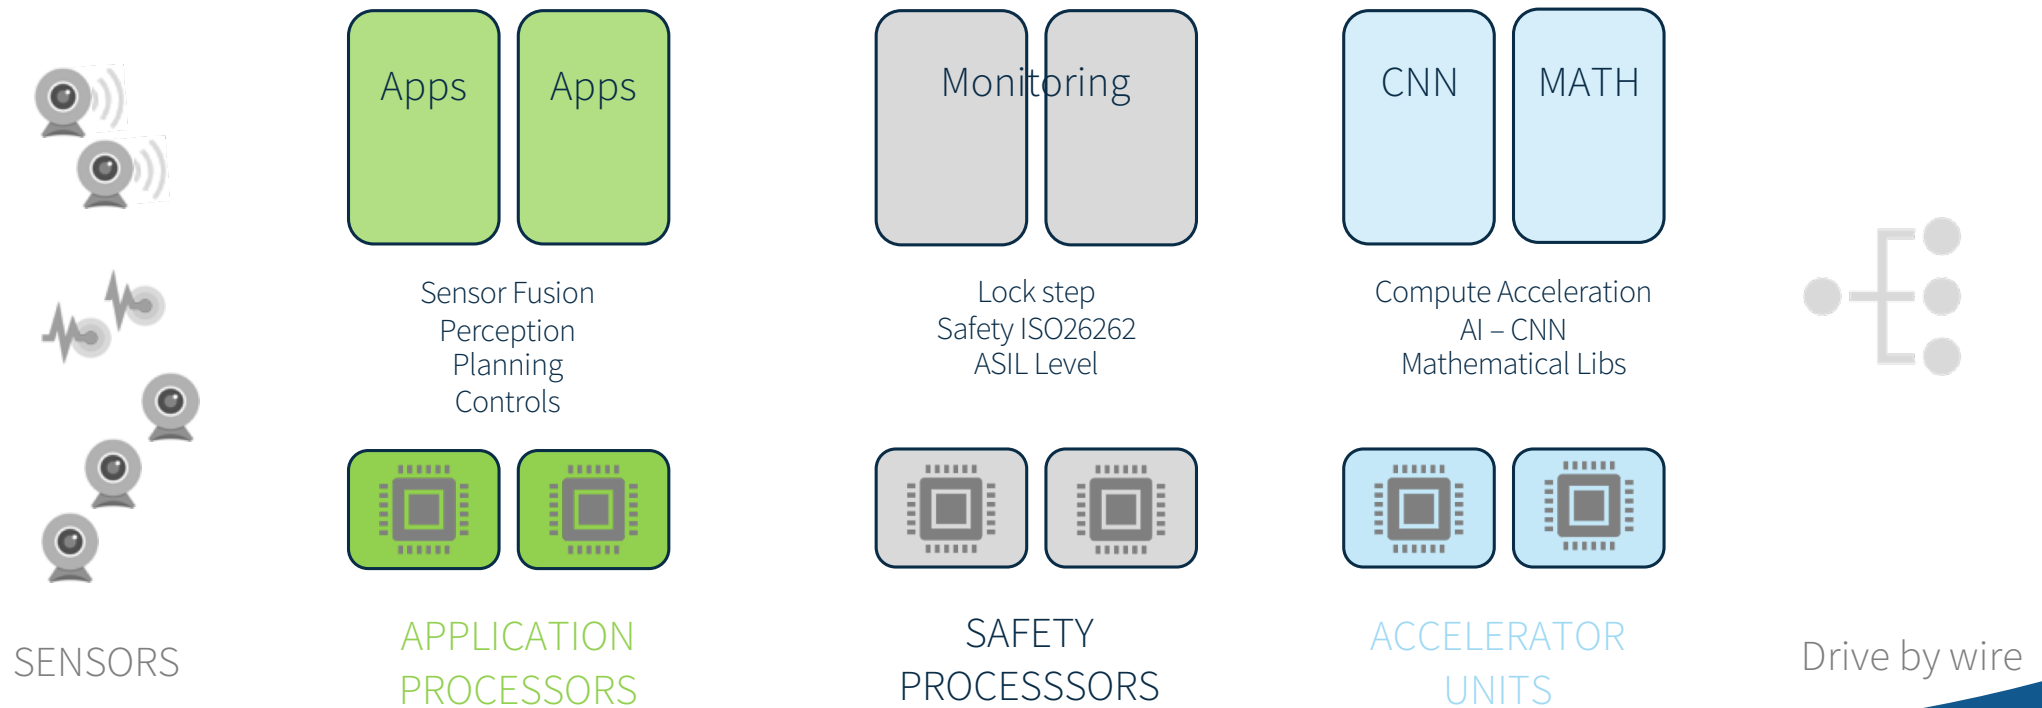 SENSORS
Apps
Apps
Sensor Fusion
Perception
Planning
Controls
APPLICATION
PROCESSORS
Monitoring
Lock step
Safety ISO26262
ASIL Level
SAFETY
PROCESSSORS
CNN
MATH
Compute Acceleration
AI – CNN
Mathematical Libs
ACCELERATOR
UNITS
Drive by wire